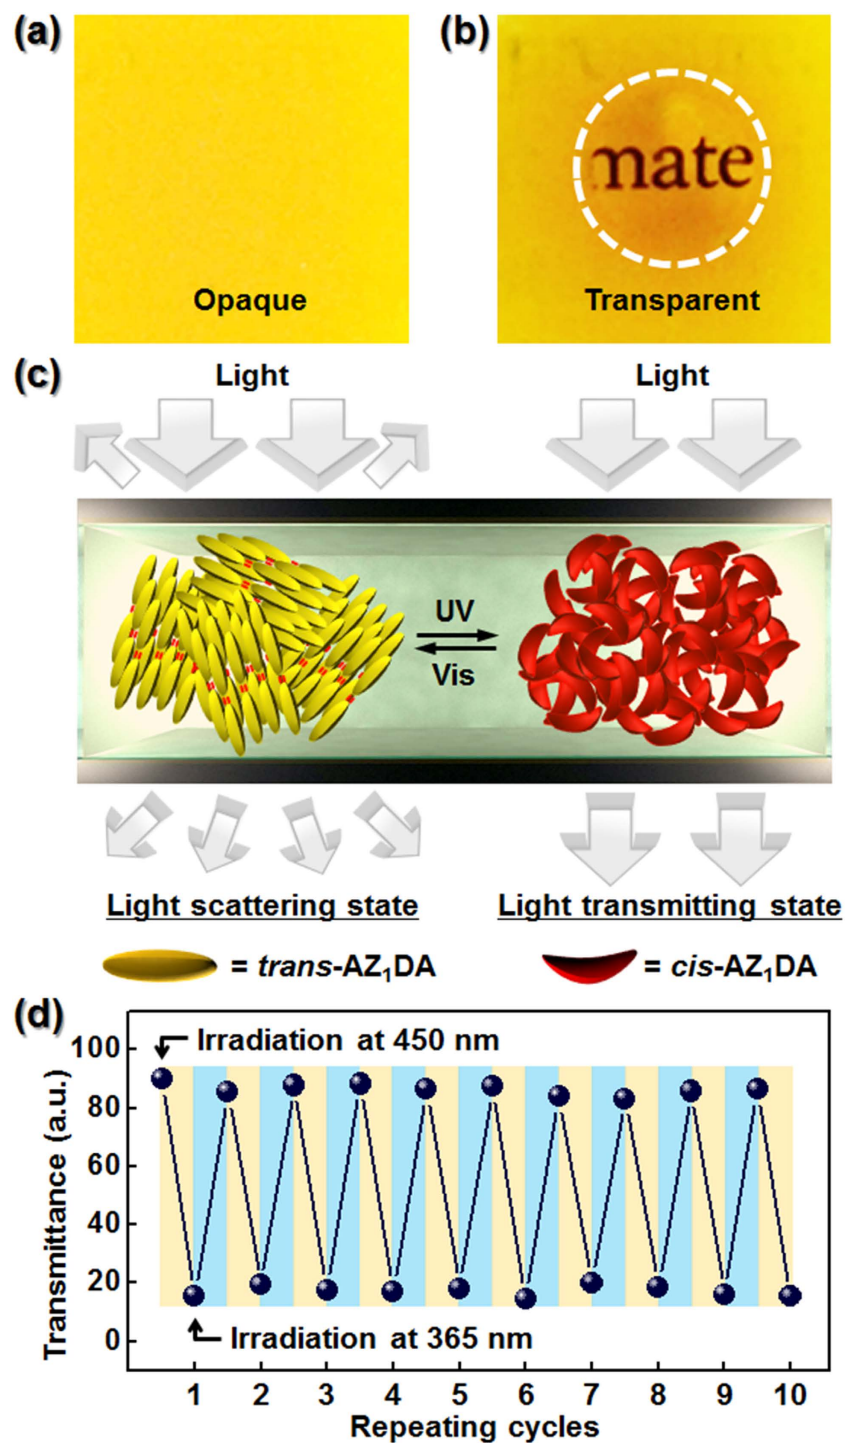 (a)
(b)
mate
Opaque
Transparent
(c)
Light
Light
UV
Vis
Light scattering state
Light transmitting state
= trans-AZ₁DA
= cis-AZ₁DA
(d)
100
80
60
40
20
0
Transmittance (a.u.)
Irradiation at 450 nm
Irradiation at 365 nm
1 2 3 4 5 6 7 8 9 10
Repeating cycles